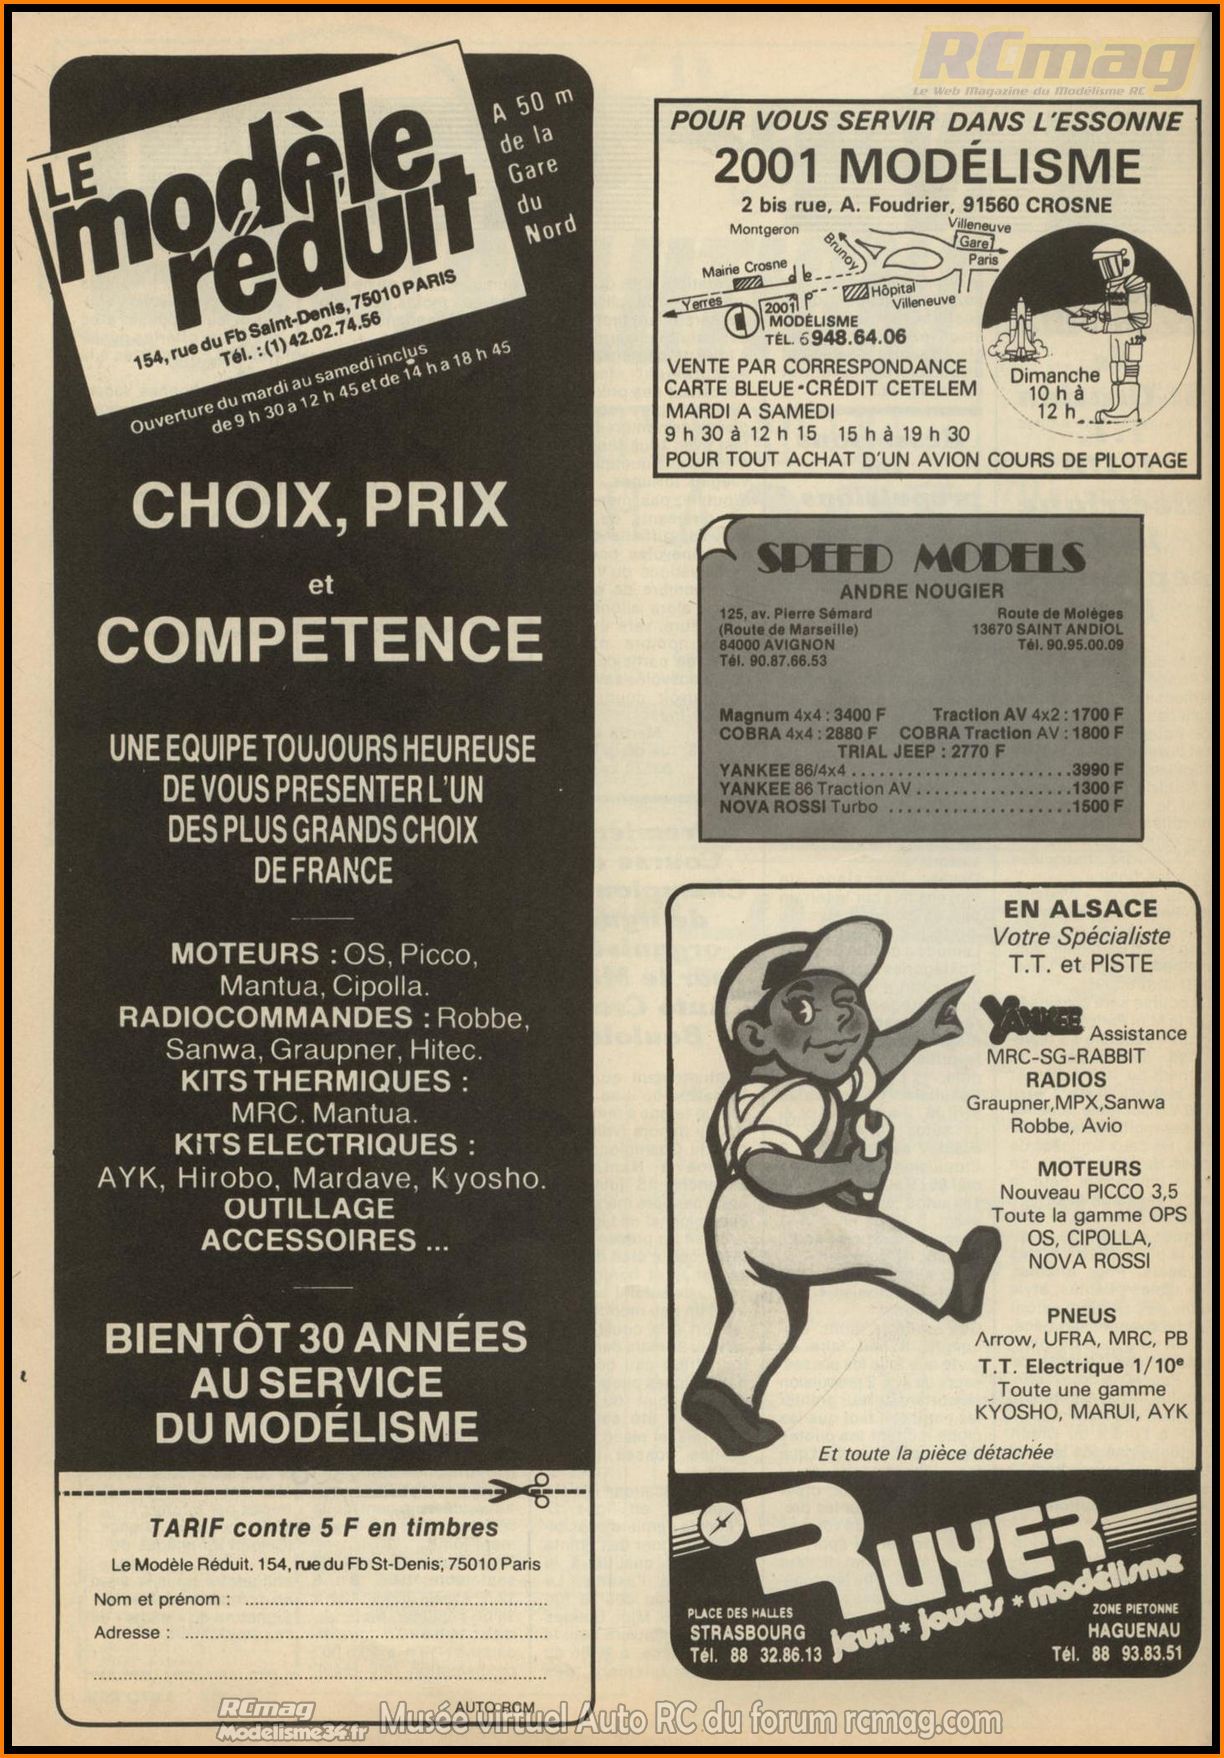 RCmag
Le Web Magazine du Modélisme RC
LE
modèle
réduit
A 50 m
de la
Gare
du
Nord
154, rue du Fb Saint-Denis, 75010 PARIS
Tél. : (1) 42.02.74.56
Ouverture du mardi au samedi inclus
de 9 h 30 a 12 h 45 et de 14 h a 18 h 45
CHOIX, PRIX
et
COMPETENCE
UNE EQUIPE TOUJOURS HEUREUSE
DE VOUS PRESENTER L'UN
DES PLUS GRANDS CHOIX
DE FRANCE
MOTEURS : OS, Picco,
Mantua, Cipolla.
RADIOCOMMANDES : Robbe,
Sanwa, Graupner, Hitec.
KITS THERMIQUES :
MRC. Mantua.
KITS ELECTRIQUES :
AYK, Hirobo, Mardave, Kyosho.
OUTILLAGE
ACCESSOIRES ...
BIENTÔT 30 ANNÉES
AU SERVICE
DU MODÉLISME
TARIF contre 5 F en timbres
Le Modèle Réduit. 154, rue du Fb St-Denis; 75010 Paris
Nom et prénom :
Adresse :
AUTO RCM
POUR VOUS SERVIR DANS L'ESSONNE
2001 MODÉLISME
2 bis rue, A. Foudrier, 91560 CROSNE
Montgeron
Brunoy
Villeneuve
Gare
Paris
Mairie Crosne
Hôpital
Villeneuve
Yerres
2001
MODÉLISME
TÉL. 6948.64.06
VENTE PAR CORRESPONDANCE
CARTE BLEUE • CRÉDIT CETELEM
MARDI A SAMEDI
9 h 30 à 12 h 15 15 h à 19 h 30
Dimanche
10 h à
12 h
POUR TOUT ACHAT D'UN AVION COURS DE PILOTAGE
SPEED MODELS
ANDRE NOUGIER
125, av. Pierre Sémard
(Route de Marseille)
84000 AVIGNON
Tél. 90.87.66.53
Route de Molèges
13670 SAINT ANDIOL
Tél. 90.95.00.09
Magnum 4x4 : 3400 F Traction AV 4x2 : 1700 F
COBRA 4x4 : 2880 F COBRA Traction AV : 1800 F
TRIAL JEEP : 2770 F
YANKEE 86/4x4 ........................3990 F
YANKEE 86 Traction AV .................1300 F
NOVA ROSSI Turbo ....................1500 F
EN ALSACE
Votre Spécialiste
T.T. et PISTE
YANKEE Assistance
MRC-SG-RABBIT
RADIOS
Graupner,MPX,Sanwa
Robbe, Avio
MOTEURS
Nouveau PICCO 3,5
Toute la gamme OPS
OS, CIPOLLA,
NOVA ROSSI
PNEUS
Arrow, UFRA, MRC, PB
T.T. Electrique 1/10e
Toute une gamme
KYOSHO, MARUI, AYK
Et toute la pièce détachée
RUYER
jeux * jouets * modélisme
PLACE DES HALLES
STRASBOURG
Tél. 88 32.86.13
ZONE PIETONNE
HAGUENAU
Tél. 88 93.83.51
RCmag
Modelisme34.fr
Musée virtuel Auto RC du forum rcmag.com